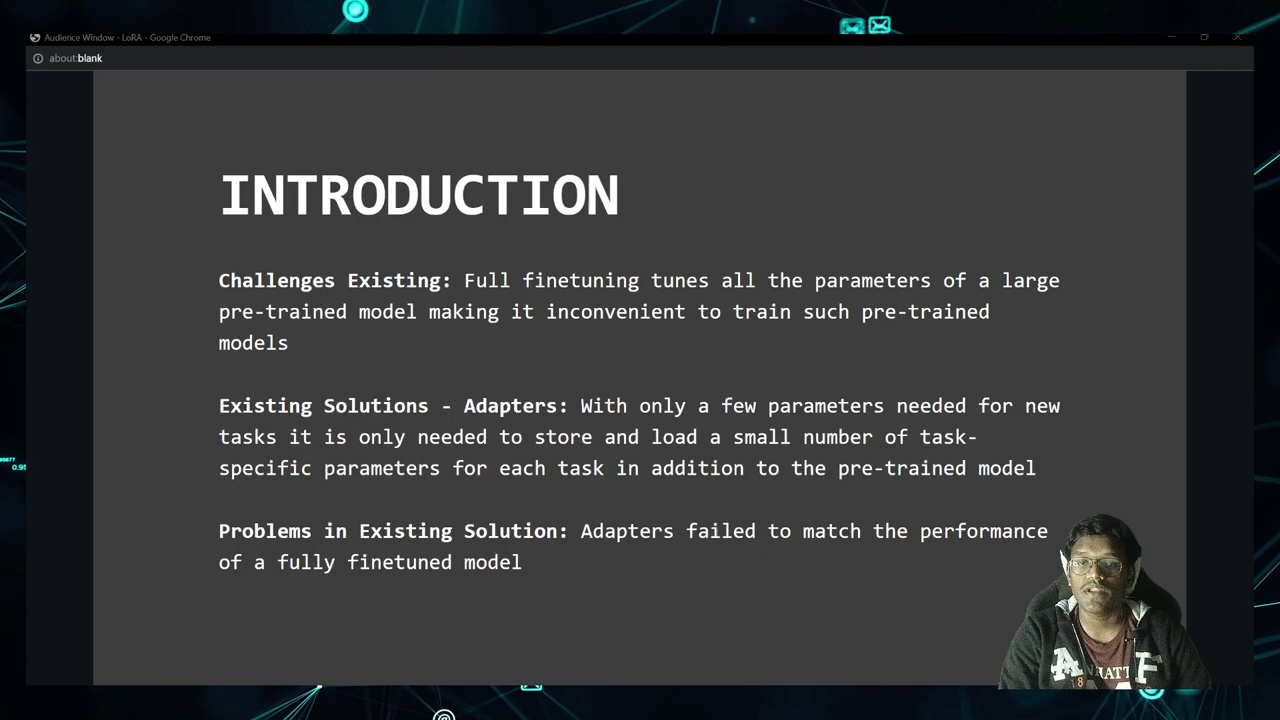 Audience Window - LoRA - Google Chrome
about:blank
INTRODUCTION
Challenges Existing: Full finetuning tunes all the parameters of a large
pre-trained model making it inconvenient to train such pre-trained
models
Existing Solutions - Adapters: With only a few parameters needed for new
tasks it is only needed to store and load a small number of task-
specific parameters for each task in addition to the pre-trained model
Problems in Existing Solution: Adapters failed to match the performance
of a fully finetuned model
A F
8